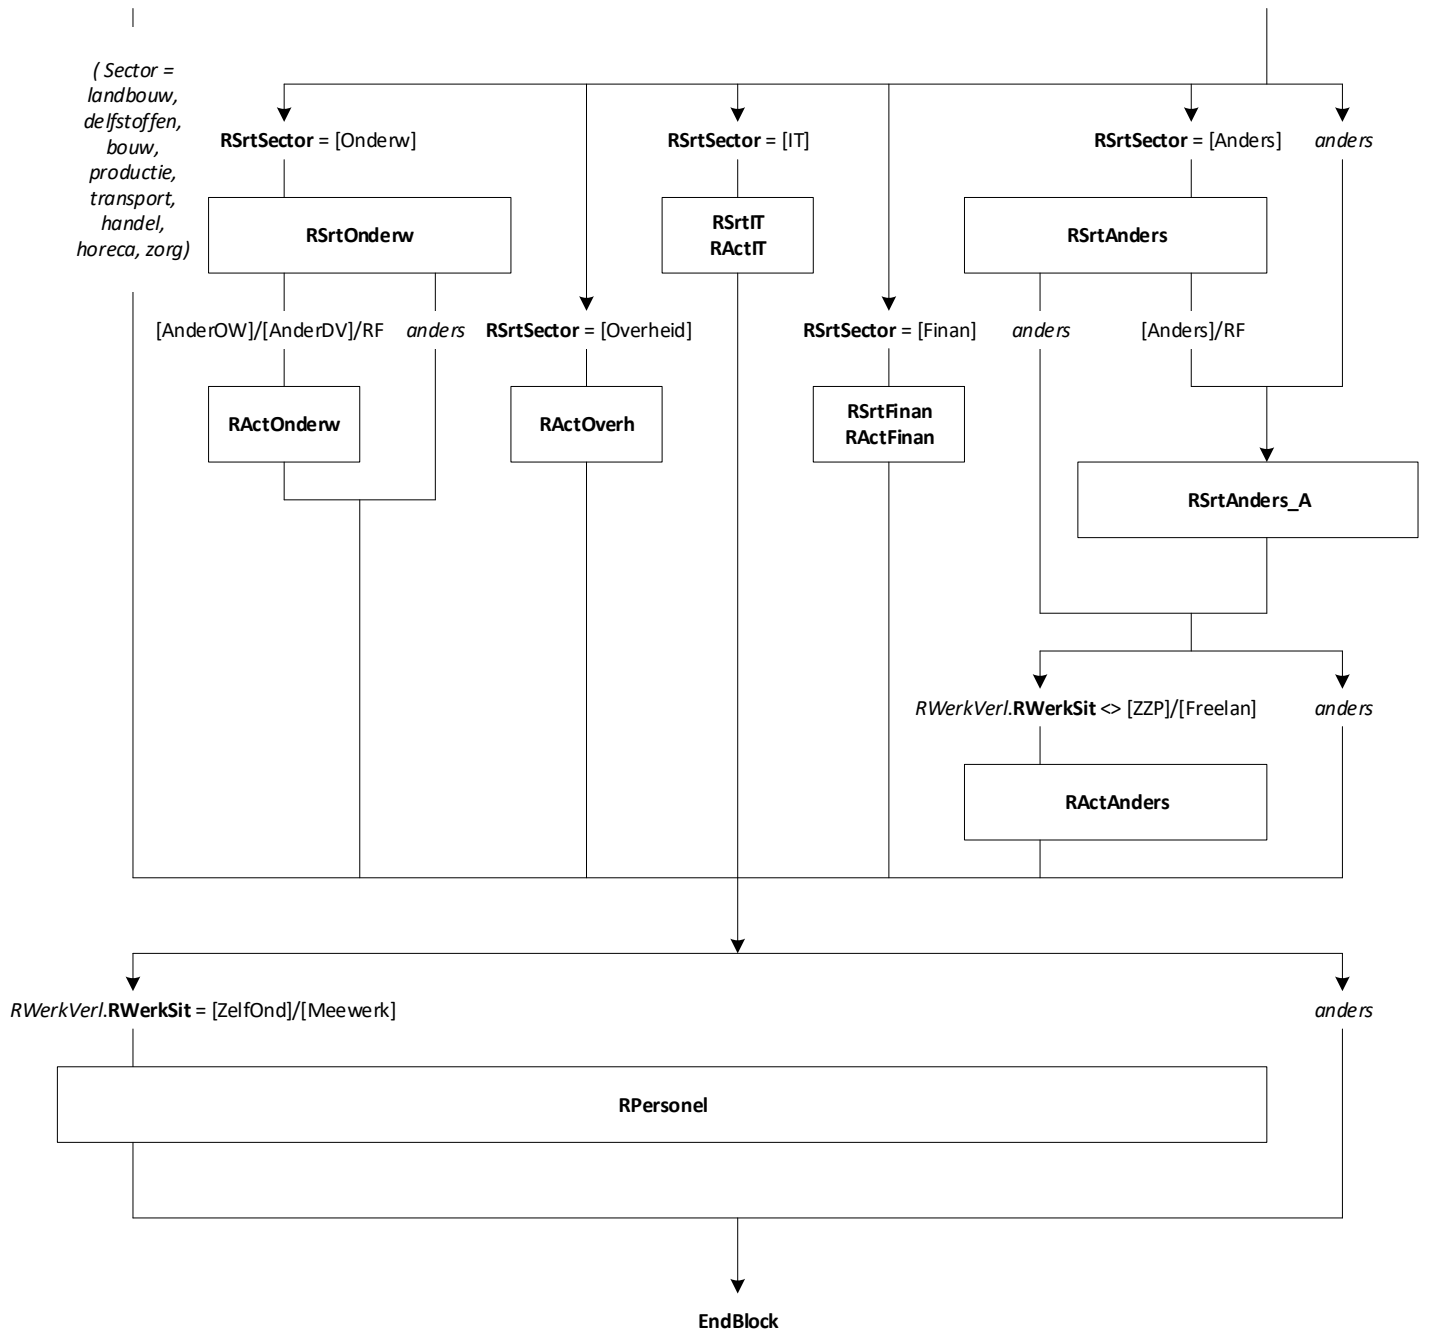 ( Sector =
landbouw,
delfstoffen,
bouw,
productie,
transport,
handel,
horeca, zorg)
RSrtSector = [Onderw]
RSrtSector = [IT]
RSrtSector = [Anders]
anders
RSrtOnderw
RSrtIT
RActIT
RSrtAnders
[AnderOW]/[AnderDV]/RF
anders
RSrtSector = [Overheid]
RSrtSector = [Finan]
anders
[Anders]/RF
RActOnderw
RActOverh
RSrtFinan
RActFinan
RSrtAnders_A
RWerkVerl.RWerkSit <> [ZZP]/[Freelan]
anders
RActAnders
RWerkVerl.RWerkSit = [ZelfOnd]/[Meewerk]
anders
RPersonel
EndBlock